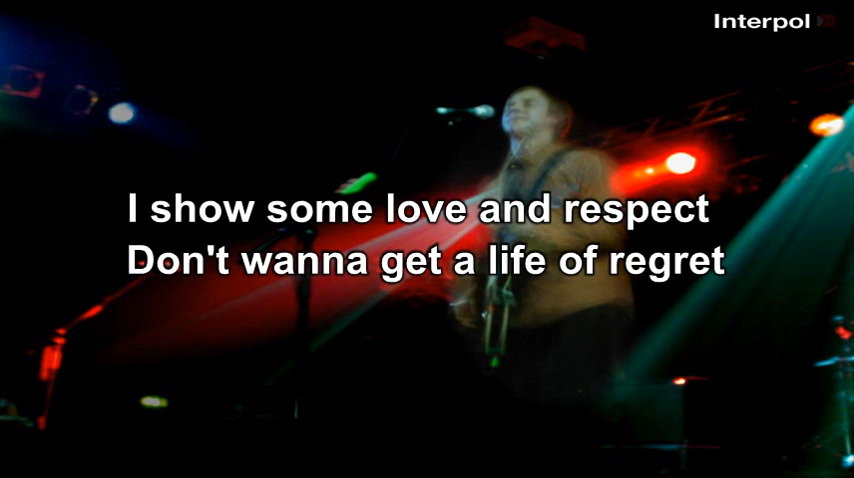 Interpol
I show some love and respect
Don't wanna get a life of regret